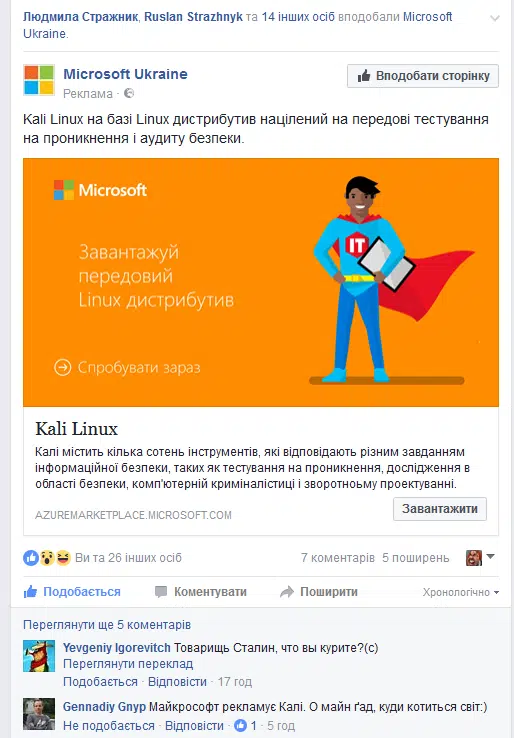 Людмила Стражник, Ruslan Strazhnyk та 14 інших осіб вподобали Microsoft
Ukraine.
Microsoft Ukraine
Реклама ·
Вподобати сторінку
Kali Linux на базі Linux дистрибутив націлений на передові тестування
на проникнення і аудиту безпеки.
Microsoft
Завантажуй
передовий
Linux дистрибутив
Спробувати зараз
IT
Kali Linux
Калі містить кілька сотень інструментів, які відповідають різним завданням
інформаційної безпеки, таких як тестування на проникнення, дослідження в
області безпеки, комп'ютерній криміналістиці і зворотньому проектуванні.
AZUREMARKETPLACE.MICROSOFT.COM
Завантажити
Ви та 26 інших осіб
7 коментарів 5 поширень
Подобається Коментувати Поширити Хронологічно
Переглянути ще 5 коментарів
Yevgeniy Igorevitch Товарищь Сталин, что вы курите?(с)
Переглянути переклад
Подобається · Відповісти · 17 год
Gennadiy Gnyp Майкрософт рекламує Калі. О майн ґад, куди котиться світ:)
Не подобається · Відповісти · 1 · 5 год